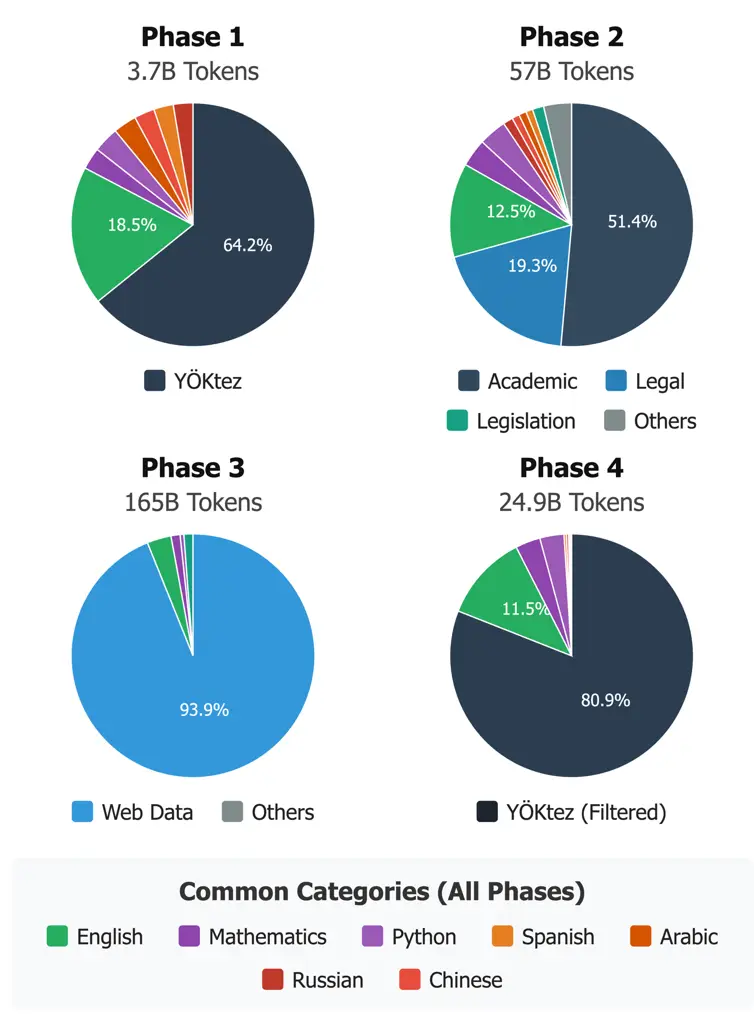 Phase 1
3.7B Tokens
18.5%
64.2%
YÖKtez
Phase 2
57B Tokens
12.5%
51.4%
19.3%
Academic
Legal
Legislation
Others
Phase 3
165B Tokens
93.9%
Web Data
Others
Phase 4
24.9B Tokens
11.5%
80.9%
YÖKtez (Filtered)
Common Categories (All Phases)
English
Mathematics
Python
Spanish
Arabic
Russian
Chinese